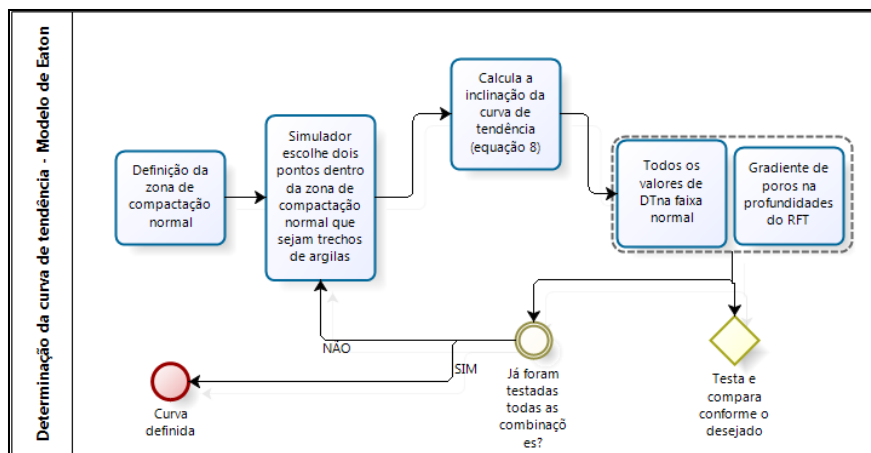 Determinação da curva de tendência - Modelo de Eaton
Definição da
zona de
compactação
normal
Simulador
escolhe dois
pontos dentro
da zona de
compactação
normal que
sejam trechos
de argilas
Calcula a
inclinação da
curva de
tendência
(equação 8)
Todos os
valores de
DTna faixa
normal
Gradiente de
poros na
profundidades
do RFT
NÃO
SIM
Curva
definida
Já foram
testadas
todas as
combinaçõ
es?
Testa e
compara
conforme o
desejado